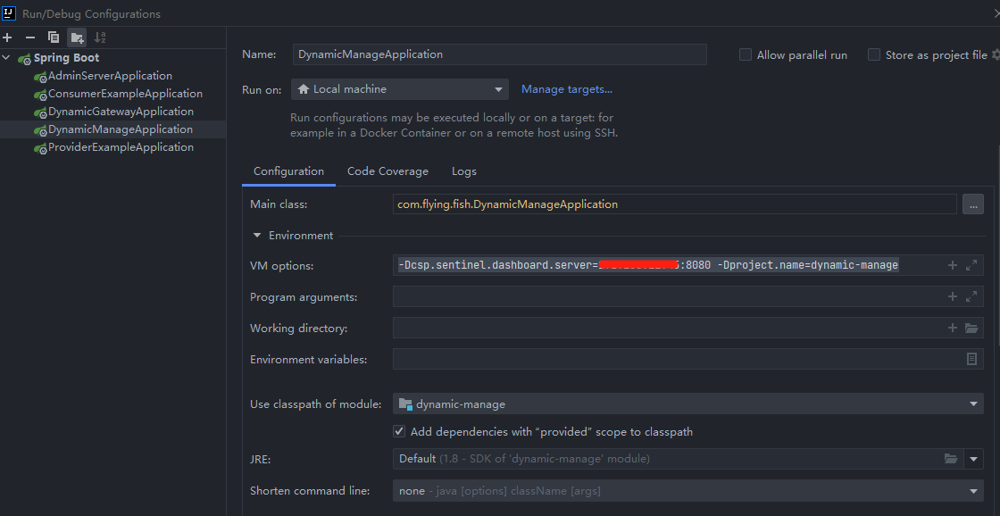 Run/Debug Configurations
Spring Boot
AdminServerApplication
ConsumerExampleApplication
DynamicGatewayApplication
DynamicManageApplication
ProviderExampleApplication
Name: DynamicManageApplication Allow parallel run Store as project file
Run on: Local machine Manage targets...
Run configurations may be executed locally or on a target: for
example in a Docker Container or on a remote host using SSH.
Configuration Code Coverage Logs
Main class: com.flying.fish.DynamicManageApplication ...
Environment
VM options: -Dcsp.sentinel.dashboard.server= :8080 -Dproject.name=dynamic-manage
Program arguments:
Working directory:
Environment variables:
Use classpath of module: dynamic-manage
Add dependencies with “provided” scope to classpath
JRE: Default (1.8 - SDK of 'dynamic-manage' module)
Shorten command line: none - java [options] className [args]